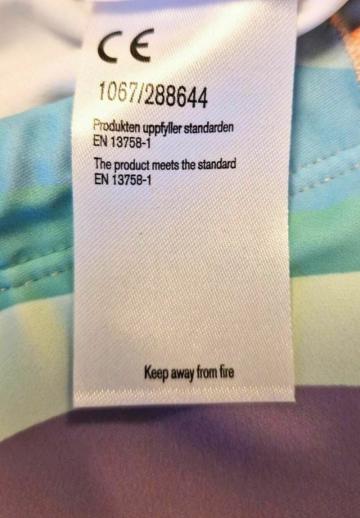 CE
1067/288644
Produkten uppfyller standarden
EN 13758-1
The product meets the standard
EN 13758-1
Keep away from fire